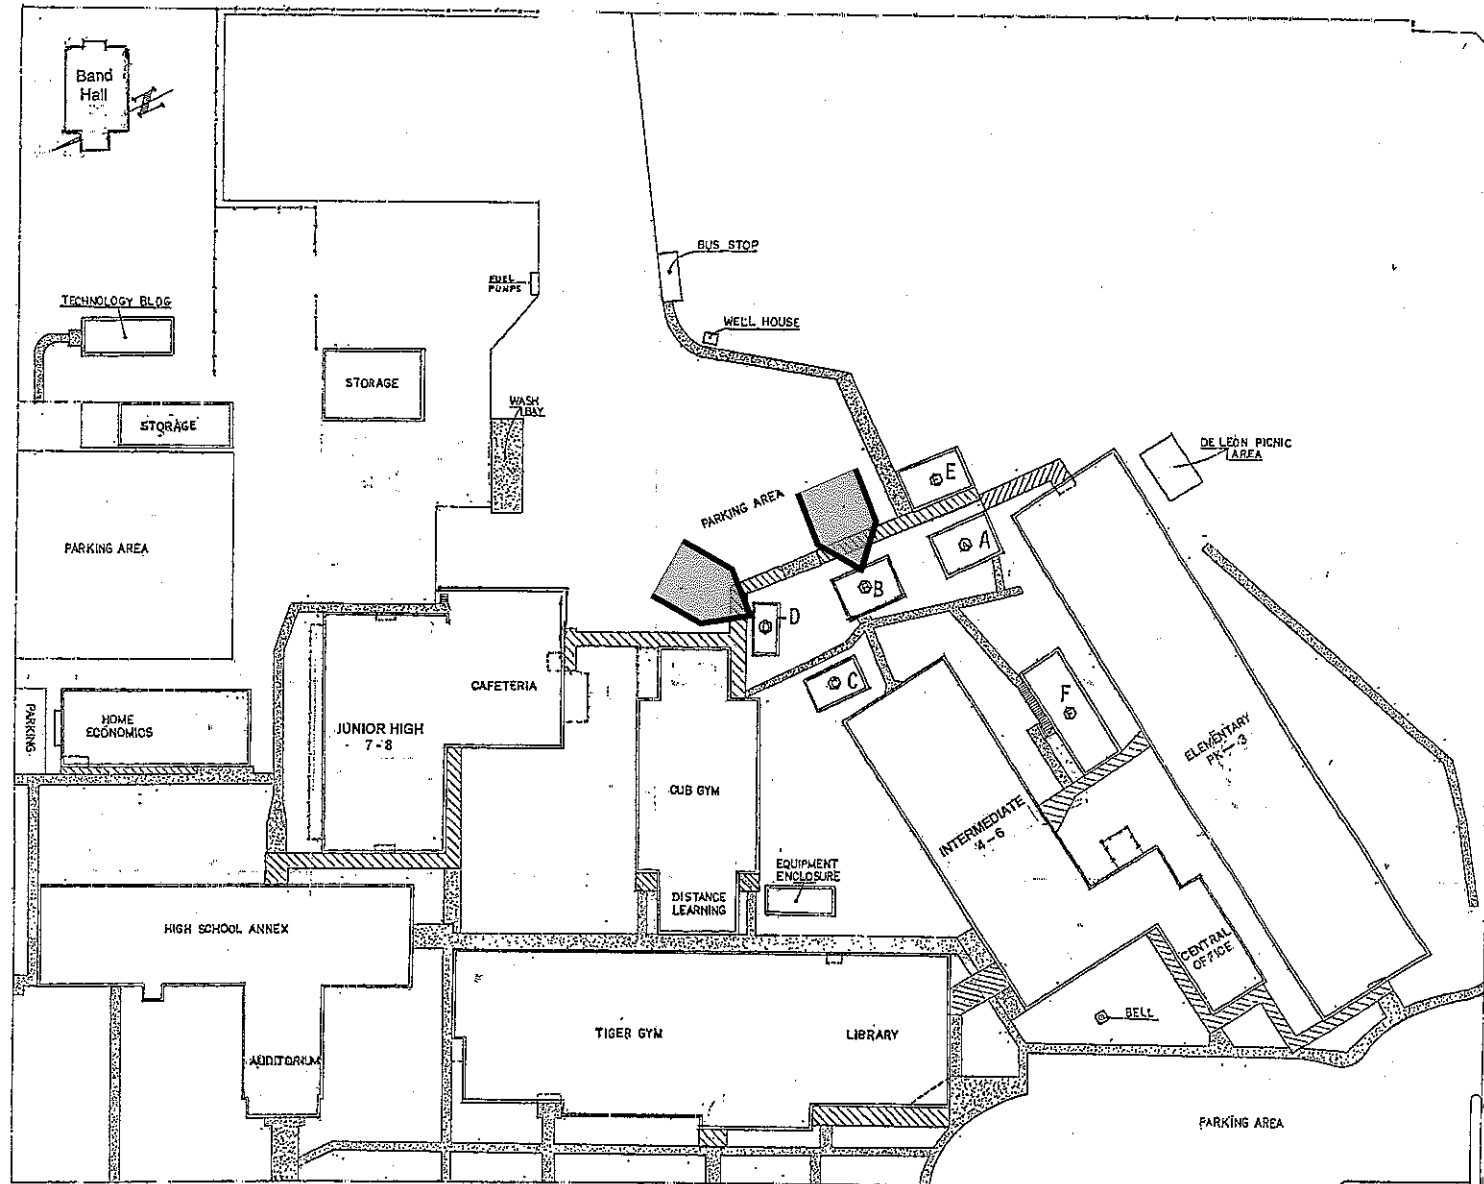 Band
Hall
BUS STOP
FUEL
PUMPS
TECHNOLOGY BLDG
WELL HOUSE
STORAGE
WASH
BAY
STORAGE
DE LEON PICNIC
AREA
E
PARKING AREA
A
PARKING AREA
B
D
C
CAFETERIA
F
PARKING
HOME
ECONOMICS
JUNIOR HIGH
7-8
ELEMENTARY
PK-3
CUB GYM
INTERMEDIATE
4-6
EQUIPMENT
ENCLOSURE
DISTANCE
LEARNING
HIGH SCHOOL ANNEX
CENTRAL
OFFICE
BELL
TIGER GYM
LIBRARY
AUDITORIUM
PARKING AREA